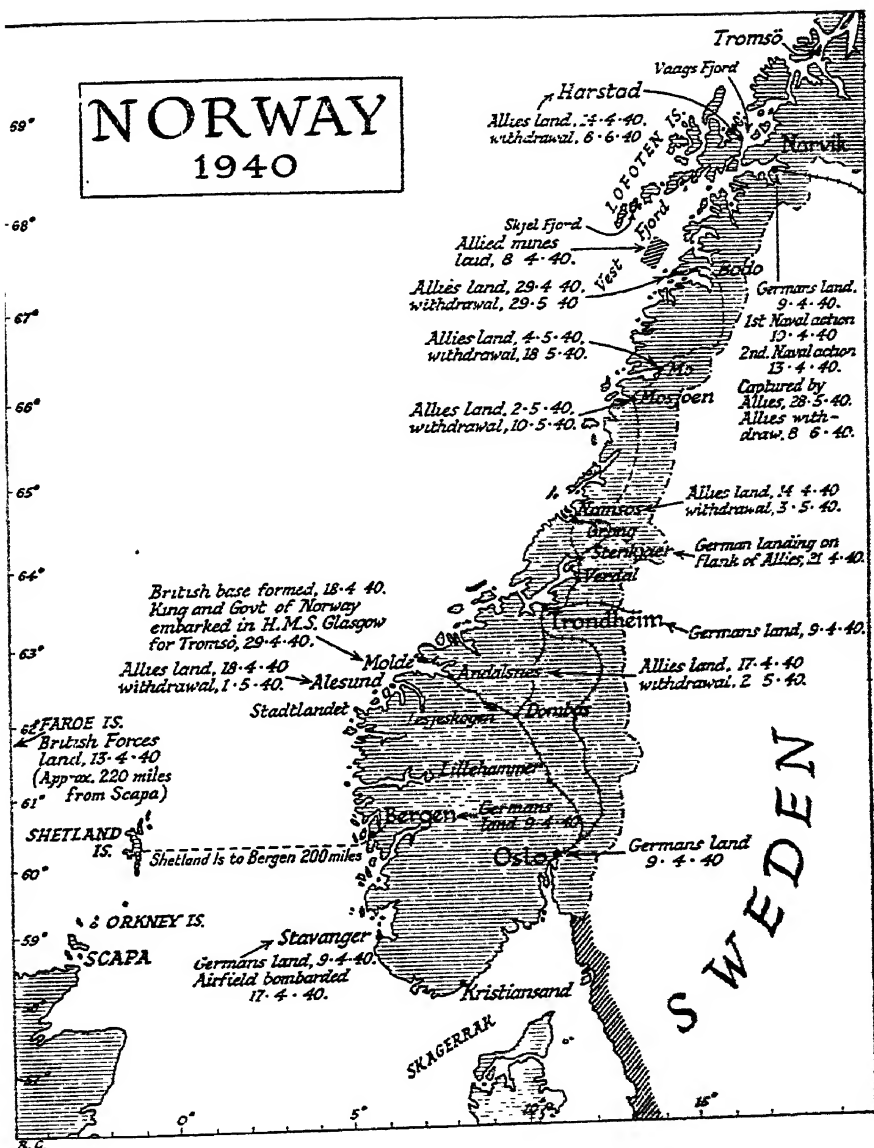 NORWAY
1940
Tromsö
Vaags Fjord
Harstad
Allies land, 14·4·40.
withdrawal, 6·6·40
LOFOTEN IS.
Narvik
69°
68°
67°
66°
65°
64°
63°
62°
61°
60°
59°
Skjel Fjord
Vest Fjord
Allied mines
laid, 8 4·40.
Bodo
Allies land, 29·4 40.
withdrawal, 29·5 40
Germans land,
9·4·40.
1st Naval action
10·4·40
2nd. Naval action
13·4·40.
Captured by
Allies, 28·5·40.
Allies with-
draw, 8 6·40.
Allies land, 4·5·40.
withdrawal, 18 5·40.
Mo
Mosjoen
Allies land, 2·5·40.
withdrawal, 10·5·40.
Namsos
Allies land, 14 4·40
withdrawal, 3·5·40.
Grong
Stenkyaer
German landing on
Flank of Allies, 21 4·40.
Verdal
British base formed, 18·4 40.
King and Govt of Norway
embarked in H.M.S. Glasgow
for Tromsö, 29·4·40.
Trondheim
Germans land, 9·4·40.
Molde
Andalsnes
Allies land, 17·4·40
withdrawal, 2 5·40.
Allies land, 18·4·40
withdrawal, 1·5·40.
Alesund
Stadtlandet
Lesjeskogen
Dombas
FAROE IS.
British Forces
land, 13·4·40
(Approx. 220 miles
from Scapa)
Lillehammer
Bergen
Germans
land 9·4·40.
SHETLAND
IS.
Shetland Is to Bergen 200 miles
Oslo
Germans land
9·4·40
SWEDEN
ORKNEY IS.
SCAPA
Stavanger
Germans land, 9·4·40.
Airfield bombarded
17·4·40.
Kristiansand
SKAGERRAK
0°
5°
10°
15°